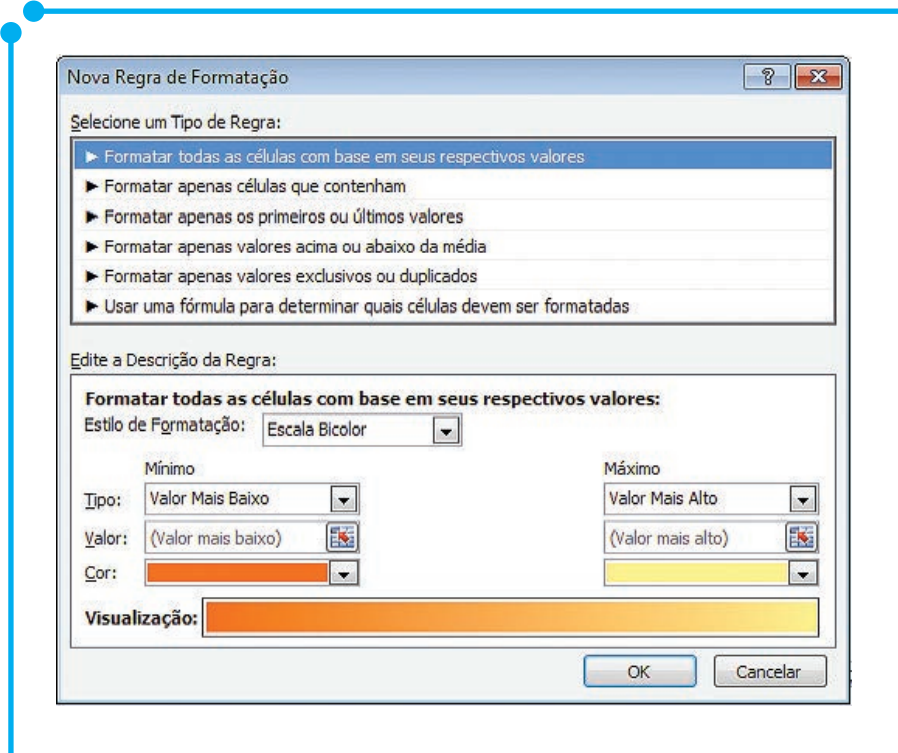 Nova Regra de Formatação
Selecione um Tipo de Regra:
► Formatar todas as células com base em seus respectivos valores
► Formatar apenas células que contenham
► Formatar apenas os primeiros ou últimos valores
► Formatar apenas valores acima ou abaixo da média
► Formatar apenas valores exclusivos ou duplicados
► Usar uma fórmula para determinar quais células devem ser formatadas
Edite a Descrição da Regra:
Formatar todas as células com base em seus respectivos valores:
Estilo de Formatação: Escala Bicolor
Mínimo Máximo
Tipo: Valor Mais Baixo Valor Mais Alto
Valor: (Valor mais baixo) (Valor mais alto)
Cor:
Visualização:
OK Cancelar